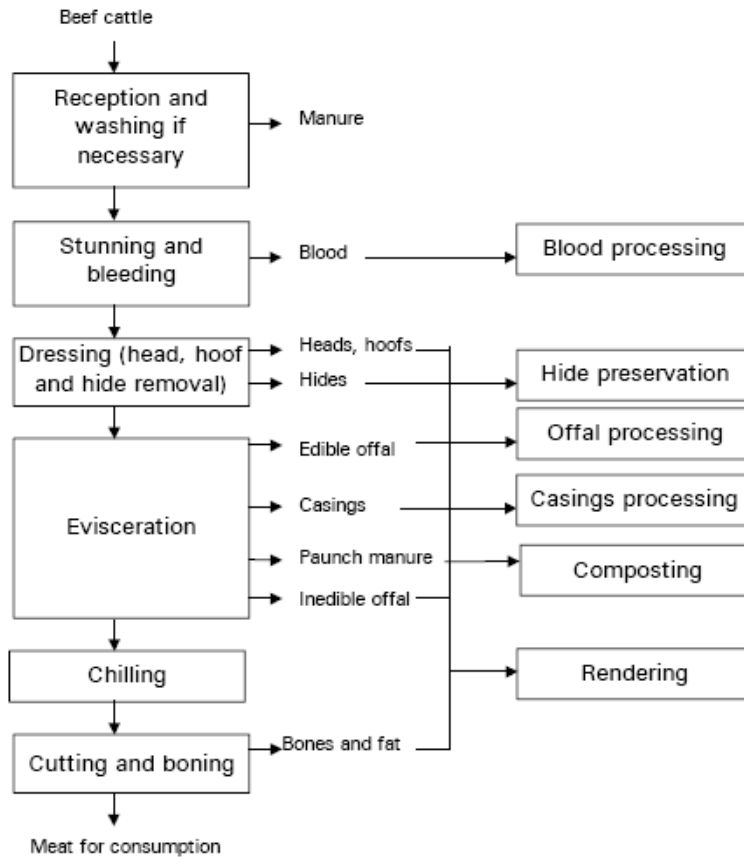 Beef cattle
Reception and
washing if
necessary
Manure
Stunning and
bleeding
Blood
Blood processing
Dressing (head, hoof
and hide removal)
Heads, hoofs
Hides
Hide preservation
Evisceration
Edible offal
Offal processing
Casings
Casings processing
Paunch manure
Composting
Inedible offal
Chilling
Rendering
Cutting and boning
Bones and fat
Meat for consumption